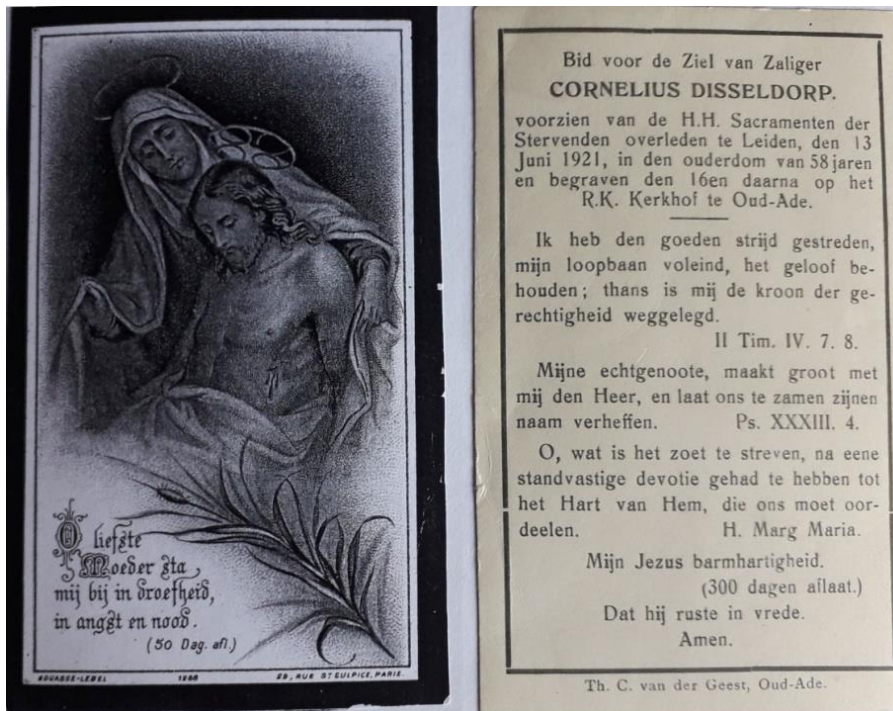 O liefste
Moeder sta
mij bij in droefheid,
in angst en nood.
(50 Dag. afl.)
BOUASSE-LEBEL
29, RUE ST SULPICE, PARIS.
Bid voor de Ziel van Zaliger
CORNELIUS DISSELDORP.
voorzien van de H.H. Sacramenten der
Stervenden overleden te Leiden, den 13
Juni 1921, in den ouderdom van 58 jaren
en begraven den 16en daarna op het
R.K. Kerkhof te Oud-Ade.
Ik heb den goeden strijd gestreden,
mijn loopbaan voleind, het geloof be-
houden; thans is mij de kroon der ge-
rechtigheid weggelegd.
II Tim. IV. 7. 8.
Mijne echtgenoote, maakt groot met
mij den Heer, en laat ons te zamen zijnen
naam verheffen. Ps. XXXIII. 4.
O, wat is het zoet te streven, na eene
standvastige devotie gehad te hebben tot
het Hart van Hem, die ons moet oor-
deelen. H. Marg Maria.
Mijn Jezus barmhartigheid.
(300 dagen aflaat.)
Dat hij ruste in vrede.
Amen.
Th. C. van der Geest, Oud-Ade.